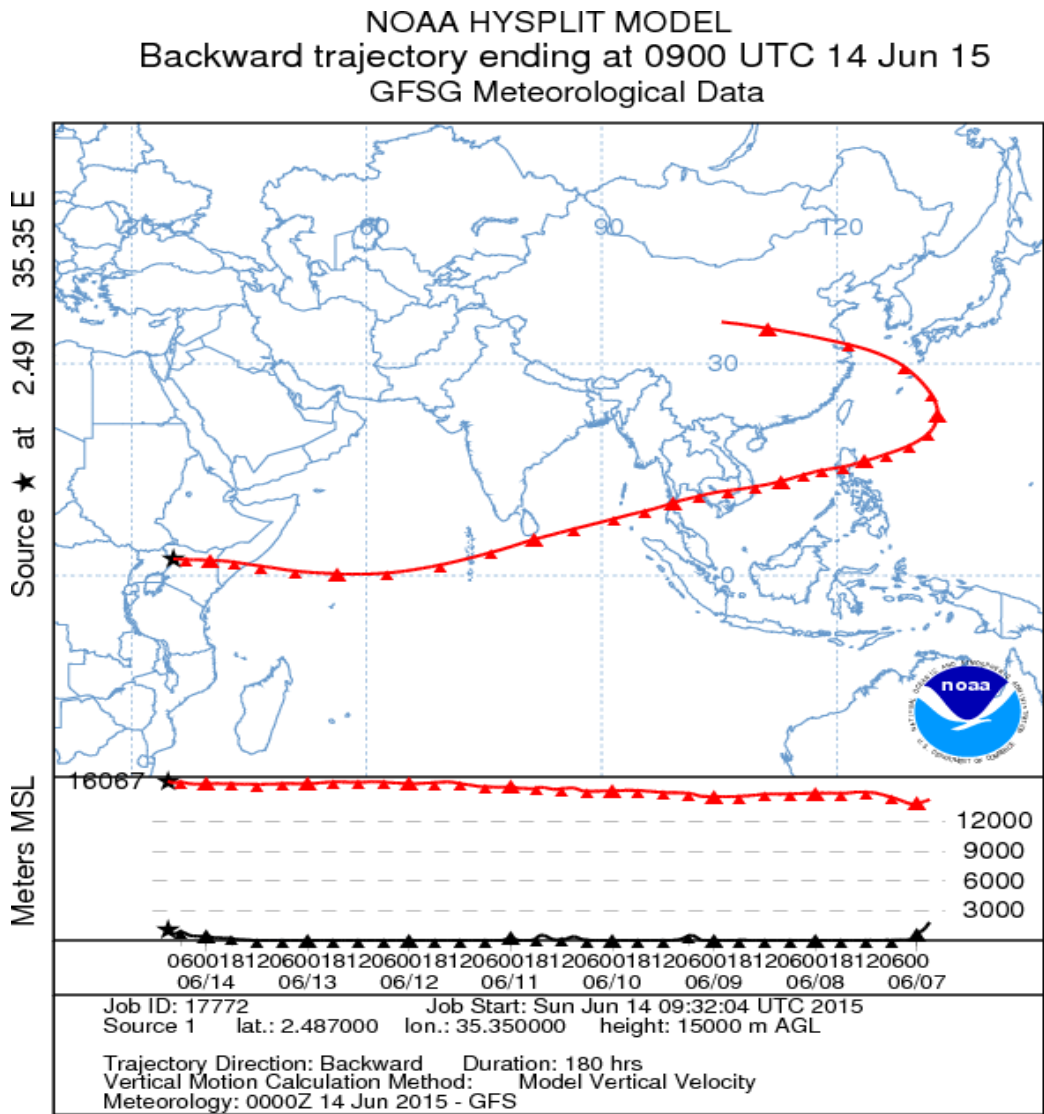 NOAA HYSPLIT MODEL
Backward trajectory ending at 0900 UTC 14 Jun 15
GFSG Meteorological Data
Source ★ at 2.49 N 35.35 E
60
90
120
30
0
noaa
Meters MSL
16067
12000
9000
6000
3000
06001812060018120600181206001812060018120600181206001812 0600
06/14 06/13 06/12 06/11 06/10 06/09 06/08 06/07
Job ID: 17772 Job Start: Sun Jun 14 09:32:04 UTC 2015
Source 1 lat.: 2.487000 lon.: 35.350000 height: 15000 m AGL
Trajectory Direction: Backward Duration: 180 hrs
Vertical Motion Calculation Method: Model Vertical Velocity
Meteorology: 0000Z 14 Jun 2015 - GFS